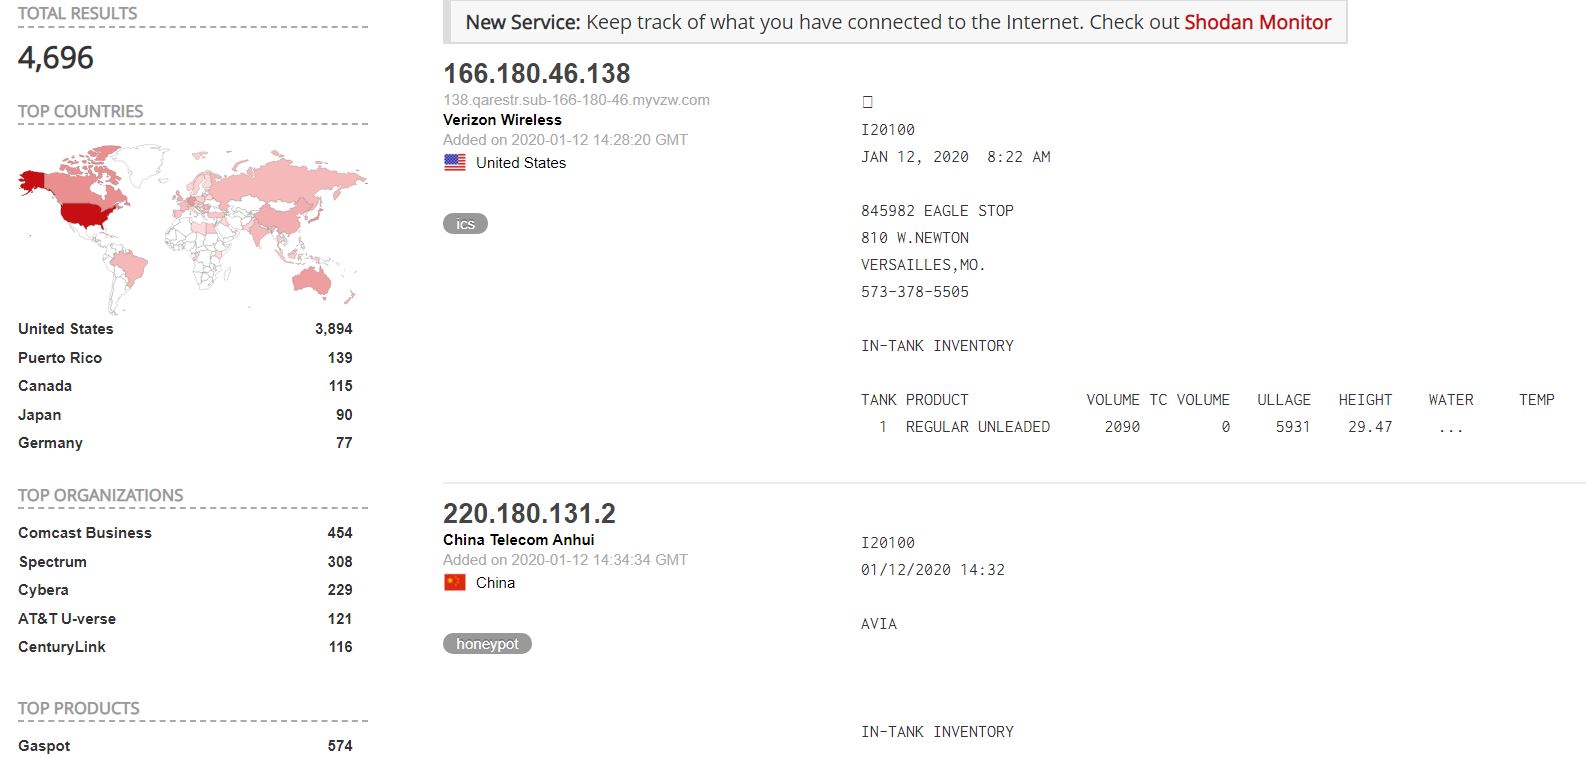 TOTAL RESULTS
4,696
TOP COUNTRIES
United States 3,894
Puerto Rico 139
Canada 115
Japan 90
Germany 77
TOP ORGANIZATIONS
Comcast Business 454
Spectrum 308
Cybera 229
AT&T U-verse 121
CenturyLink 116
TOP PRODUCTS
Gaspot 574
New Service: Keep track of what you have connected to the Internet. Check out Shodan Monitor
166.180.46.138
138.qarestr.sub-166-180-46.myvzw.com
Verizon Wireless
Added on 2020-01-12 14:28:20 GMT
United States
ics
I20100
JAN 12, 2020 8:22 AM
845982 EAGLE STOP
810 W.NEWTON
VERSAILLES,MO.
573-378-5505
IN-TANK INVENTORY
TANK PRODUCT VOLUME TC VOLUME ULLAGE HEIGHT WATER TEMP
1 REGULAR UNLEADED 2090 0 5931 29.47 ...
220.180.131.2
China Telecom Anhui
Added on 2020-01-12 14:34:34 GMT
China
honeypot
I20100
01/12/2020 14:32
AVIA
IN-TANK INVENTORY